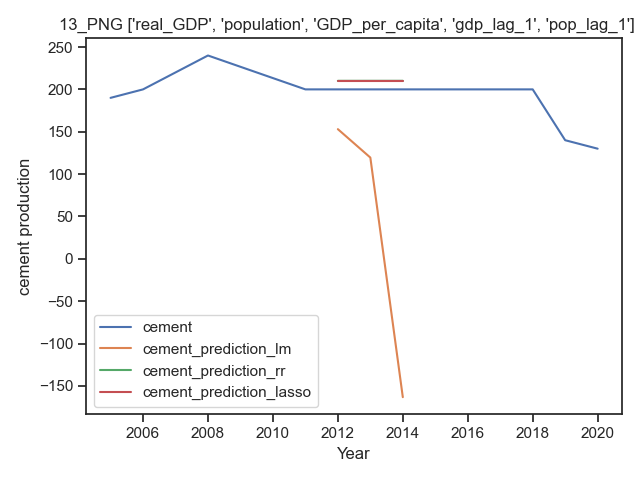 13_PNG ['real_GDP', 'population', 'GDP_per_capita', 'gdp_lag_1', 'pop_lag_1']
250
200
150
100
50
0
−50
−100
−150
cement production
cement
cement_prediction_lm
cement_prediction_rr
cement_prediction_lasso
2006 2008 2010 2012 2014 2016 2018 2020
Year